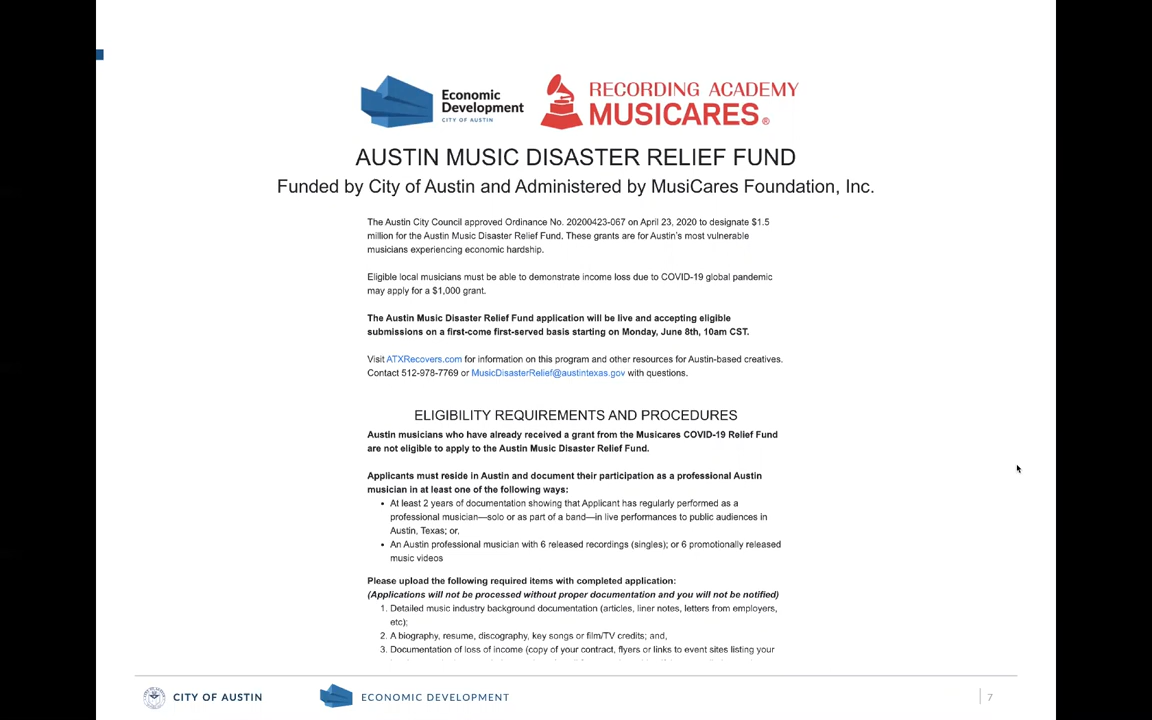 Economic
Development
CITY OF AUSTIN
RECORDING ACADEMY
MUSICARES®
AUSTIN MUSIC DISASTER RELIEF FUND
Funded by City of Austin and Administered by MusiCares Foundation, Inc.
The Austin City Council approved Ordinance No. 20200423-067 on April 23, 2020 to designate $1.5
million for the Austin Music Disaster Relief Fund. These grants are for Austin's most vulnerable
musicians experiencing economic hardship.
Eligible local musicians must be able to demonstrate income loss due to COVID-19 global pandemic
may apply for a $1,000 grant.
The Austin Music Disaster Relief Fund application will be live and accepting eligible
submissions on a first-come first-served basis starting on Monday, June 8th, 10am CST.
Visit ATXRecovers.com for information on this program and other resources for Austin-based creatives.
Contact 512-978-7769 or MusicDisasterRelief@austintexas.gov with questions.
ELIGIBILITY REQUIREMENTS AND PROCEDURES
Austin musicians who have already received a grant from the Musicares COVID-19 Relief Fund
are not eligible to apply to the Austin Music Disaster Relief Fund.
Applicants must reside in Austin and document their participation as a professional Austin
musician in at least one of the following ways:
• At least 2 years of documentation showing that Applicant has regularly performed as a
professional musician—solo or as part of a band—in live performances to public audiences in
Austin, Texas; or,
• An Austin professional musician with 6 released recordings (singles); or 6 promotionally released
music videos
Please upload the following required items with completed application:
(Applications will not be processed without proper documentation and you will not be notified)
1. Detailed music industry background documentation (articles, liner notes, letters from employers,
etc);
2. A biography, resume, discography, key songs or film/TV credits; and,
3. Documentation of loss of income (copy of your contract, flyers or links to event sites listing your
CITY OF AUSTIN
ECONOMIC DEVELOPMENT
7